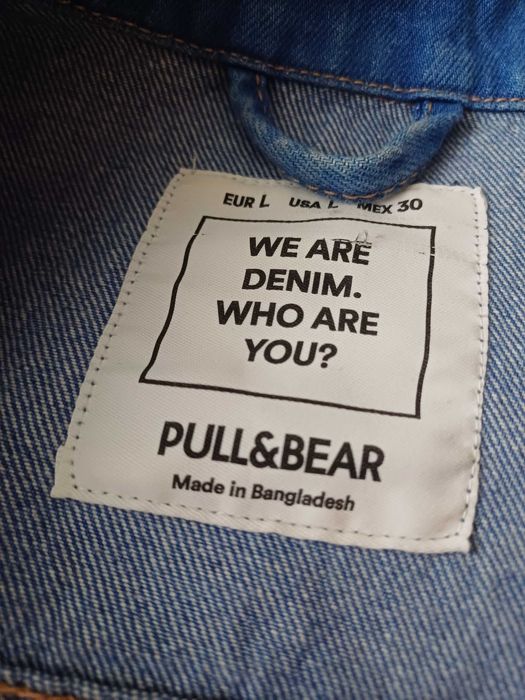 EUR L USA L MEX 30
WE ARE
DENIM.
WHO ARE
YOU?
PULL&BEAR
Made in Bangladesh